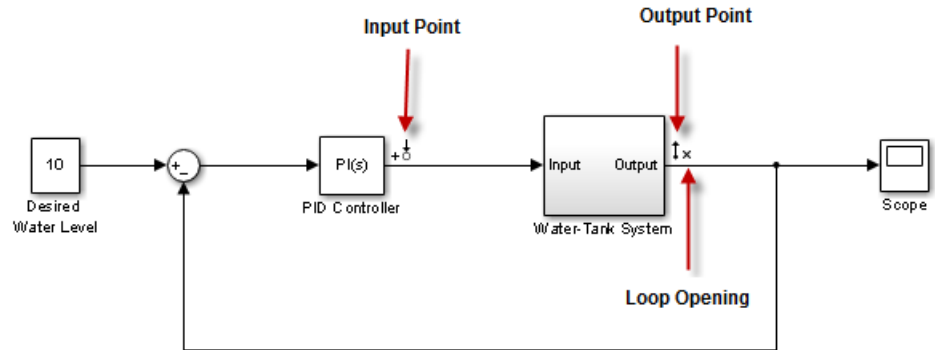 Output Point
Input Point
10
+
_
PI(s)
+
Input
Output
x
Desired
Water Level
PID Controller
Water-Tank System
Scope
Loop Opening